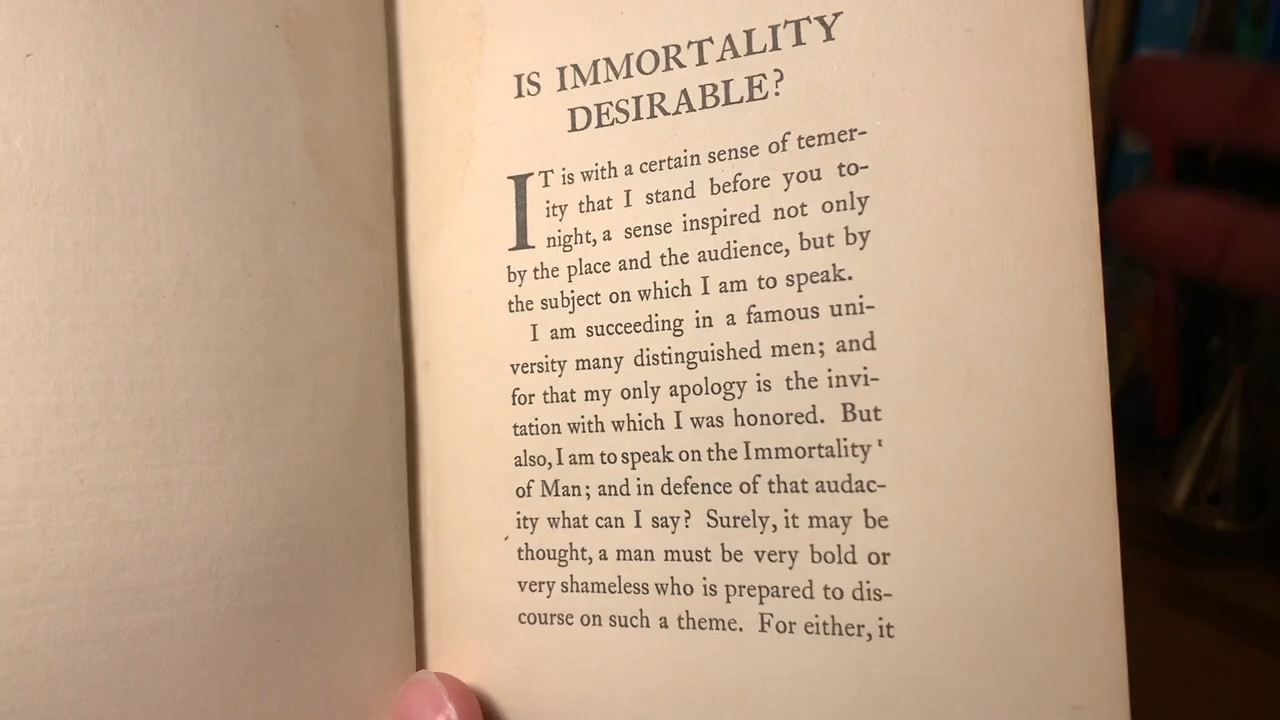 IS IMMORTALITY
DESIRABLE?
IT is with a certain sense of temer-
ity that I stand before you to-
night, a sense inspired not only
by the place and the audience, but by
the subject on which I am to speak.
I am succeeding in a famous uni-
versity many distinguished men; and
for that my only apology is the invi-
tation with which I was honored. But
also, I am to speak on the Immortality
of Man; and in defence of that audac-
ity what can I say? Surely, it may be
thought, a man must be very bold or
very shameless who is prepared to dis-
course on such a theme. For either, it